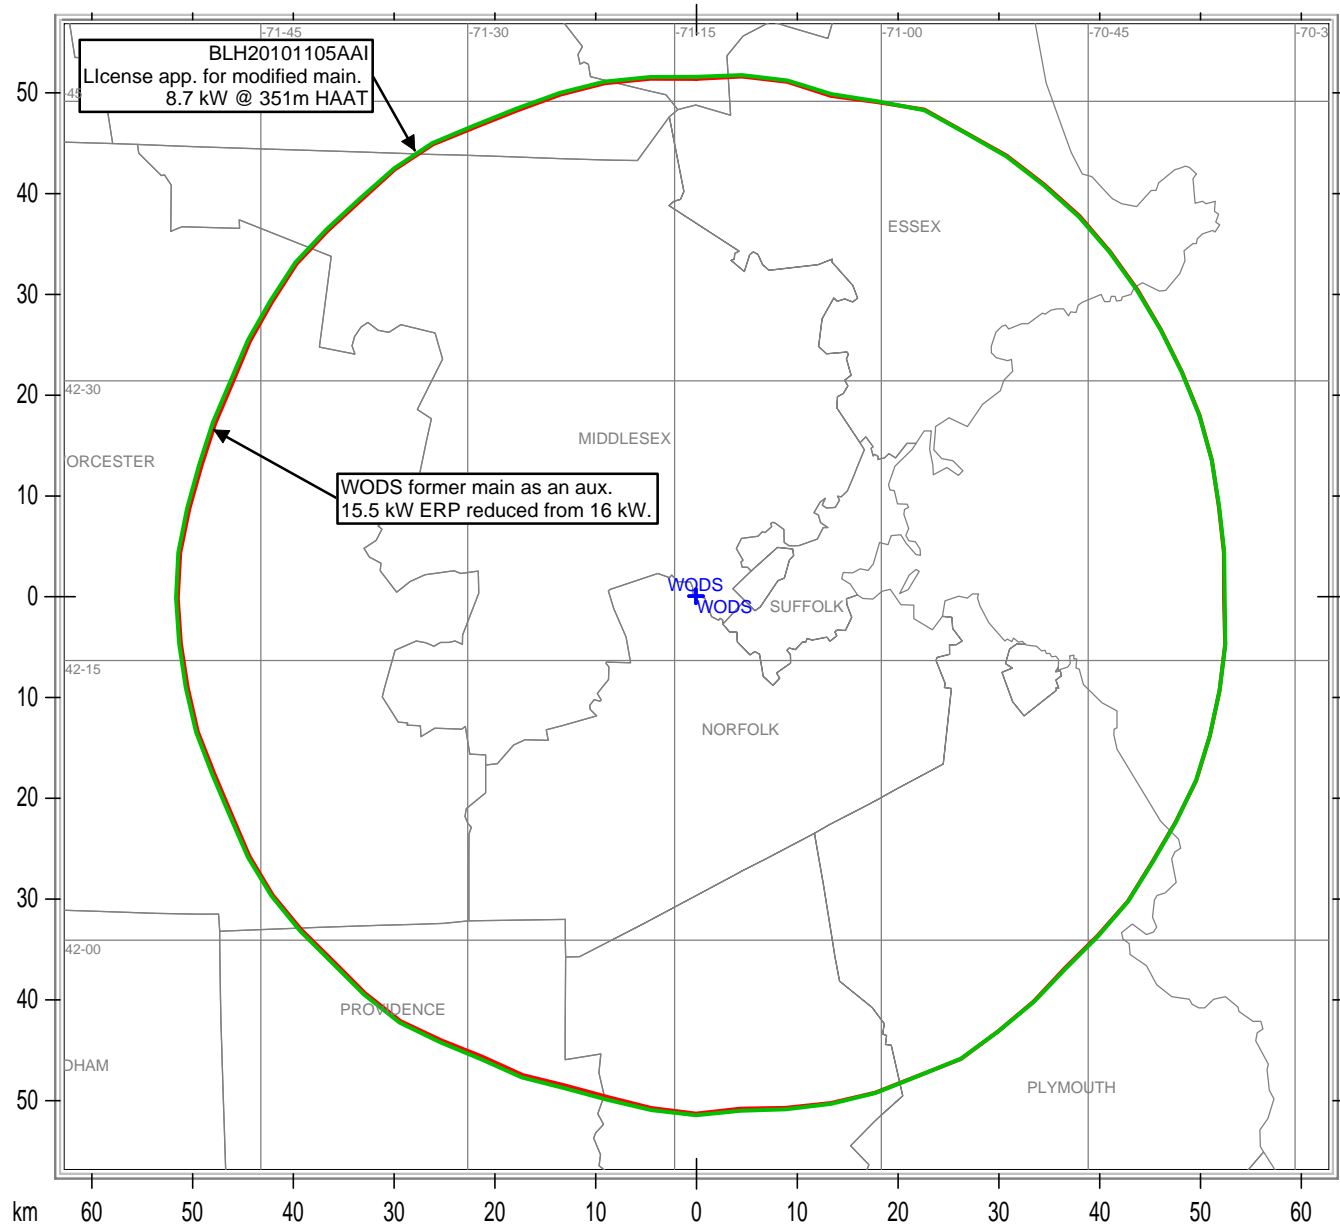 -71-45
-71-30
-71-15
-71-00
-70-45
-70-3
BLH20101105AAI
LIcense app. for modified main.
8.7 kW @ 351m HAAT
50
45
40
ESSEX
30
20
42-30
MIDDLESEX
ORCESTER
WODS former main as an aux.
15.5 kW ERP reduced from 16 kW.
10
WODS
0
WODS
SUFFOLK
42-15
10
NORFOLK
20
30
42-00
40
PROVIDENCE
DHAM
PLYMOUTH
50
km
60
50
40
30
20
10
0
10
20
30
40
50
60